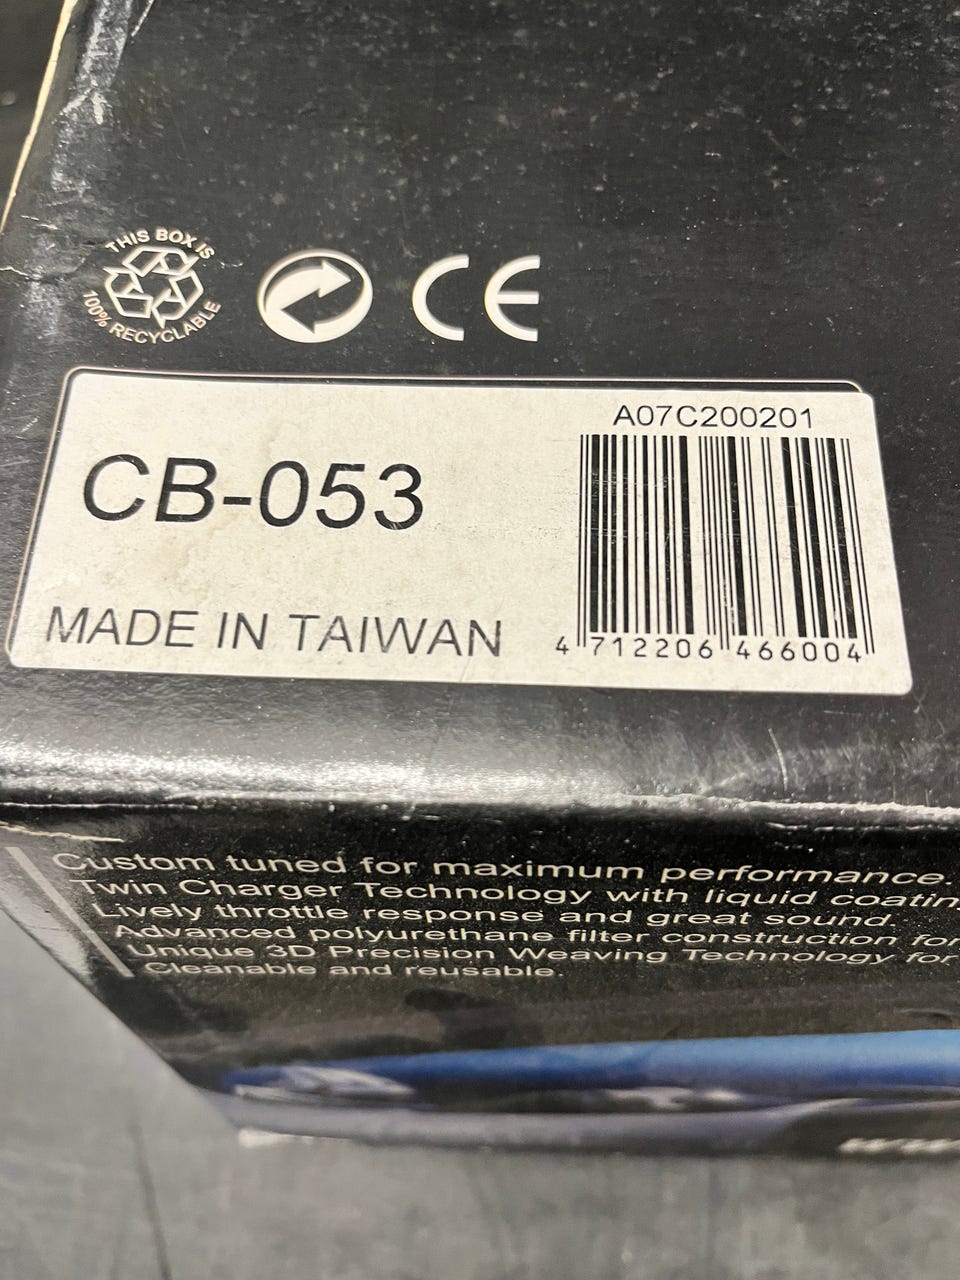 THIS BOX IS
100% RECYCLABLE
CE
A07C200201
CB-053
MADE IN TAIWAN
4 712206 466004
Custom tuned for maximum performance.
Twin Charger Technology with liquid
Lively throttle response and great sound.
Advanced polyurethane filter construction for
Unique 3D Precision Weaving Technology for
Cleanable and reusable.